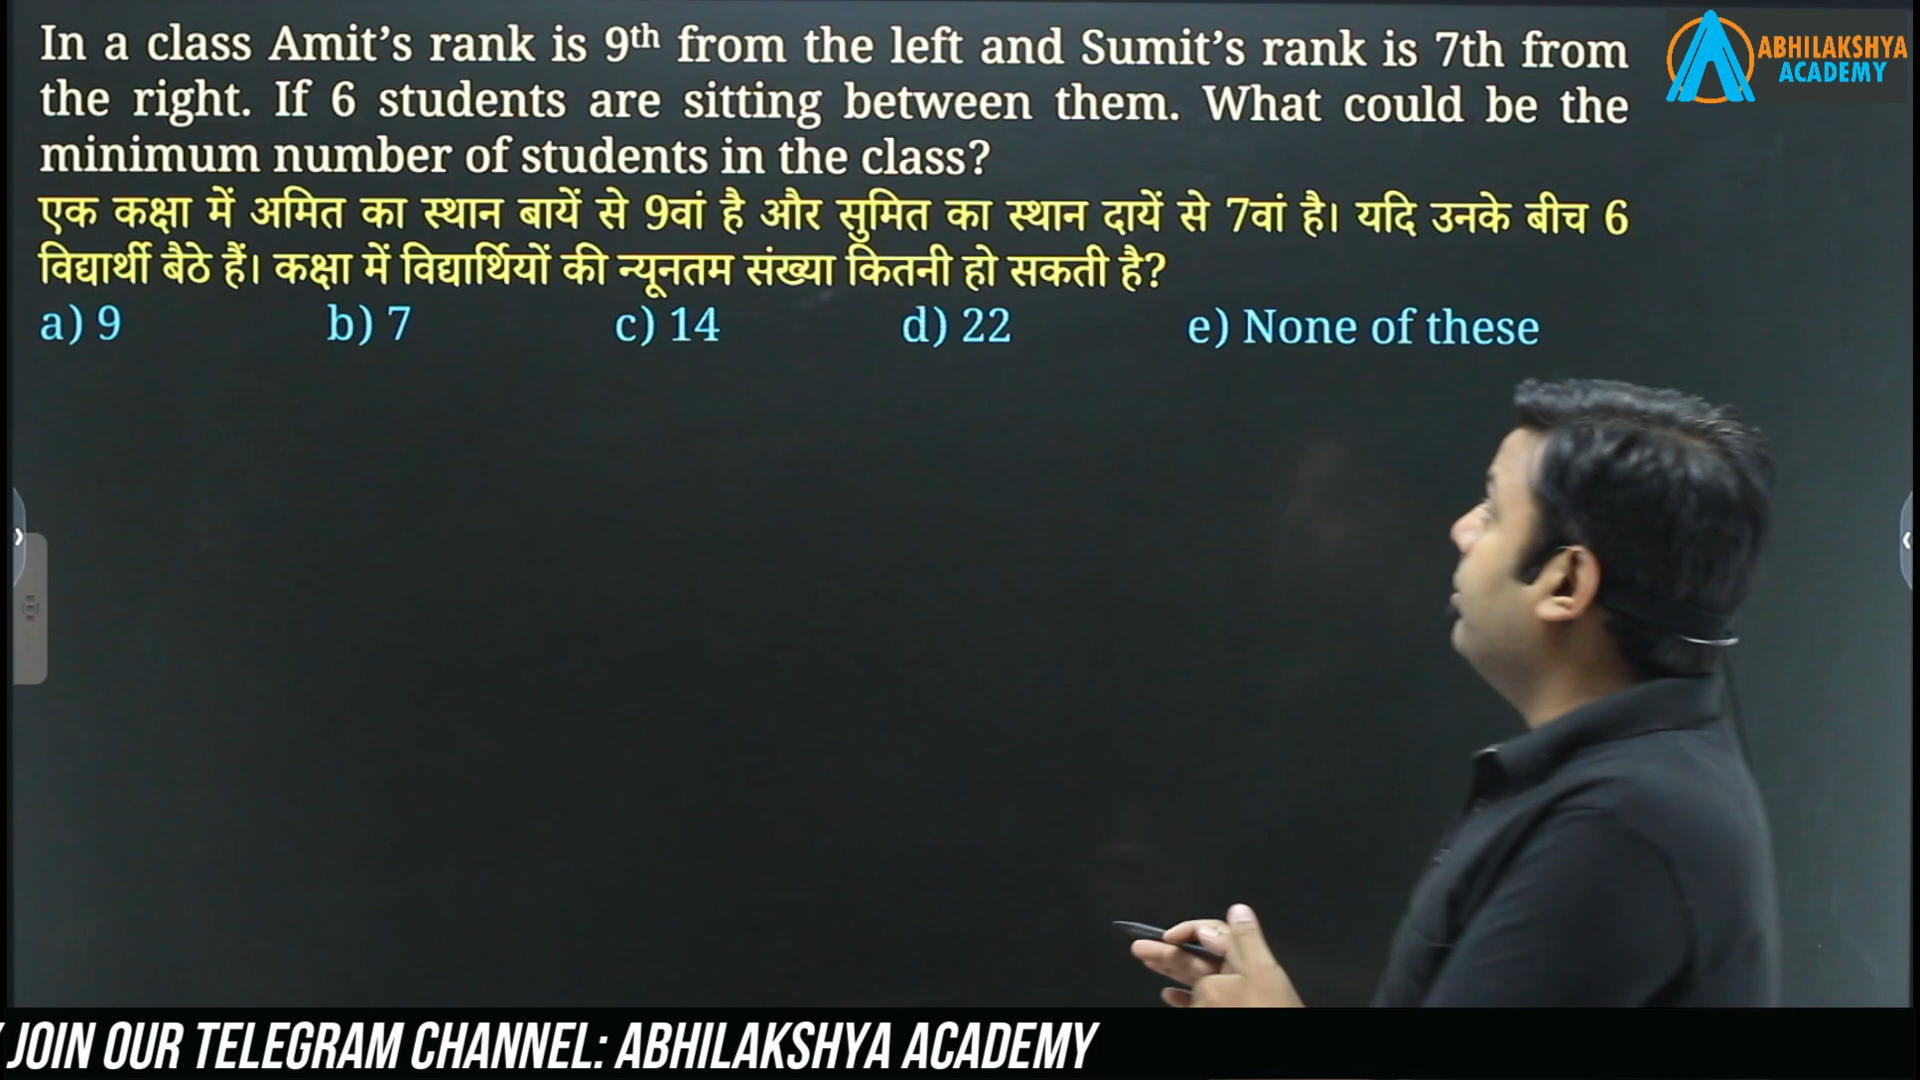 In a class Amit’s rank is 9th from the left and Sumit’s rank is 7th from
ABHILAKSHYA
ACADEMY
the right. If 6 students are sitting between them. What could be the
minimum number of students in the class?
एक कक्षा में अमित का स्थान बायें से 9वां है और सुमित का स्थान दायें से 7वां है। यदि उनके बीच 6
विद्यार्थी बैठे हैं। कक्षा में विद्यार्थियों की न्यूनतम संख्या कितनी हो सकती है?
a) 9 b) 7 c) 14 d) 22 e) None of these
JOIN OUR TELEGRAM CHANNEL: ABHILAKSHYA ACADEMY